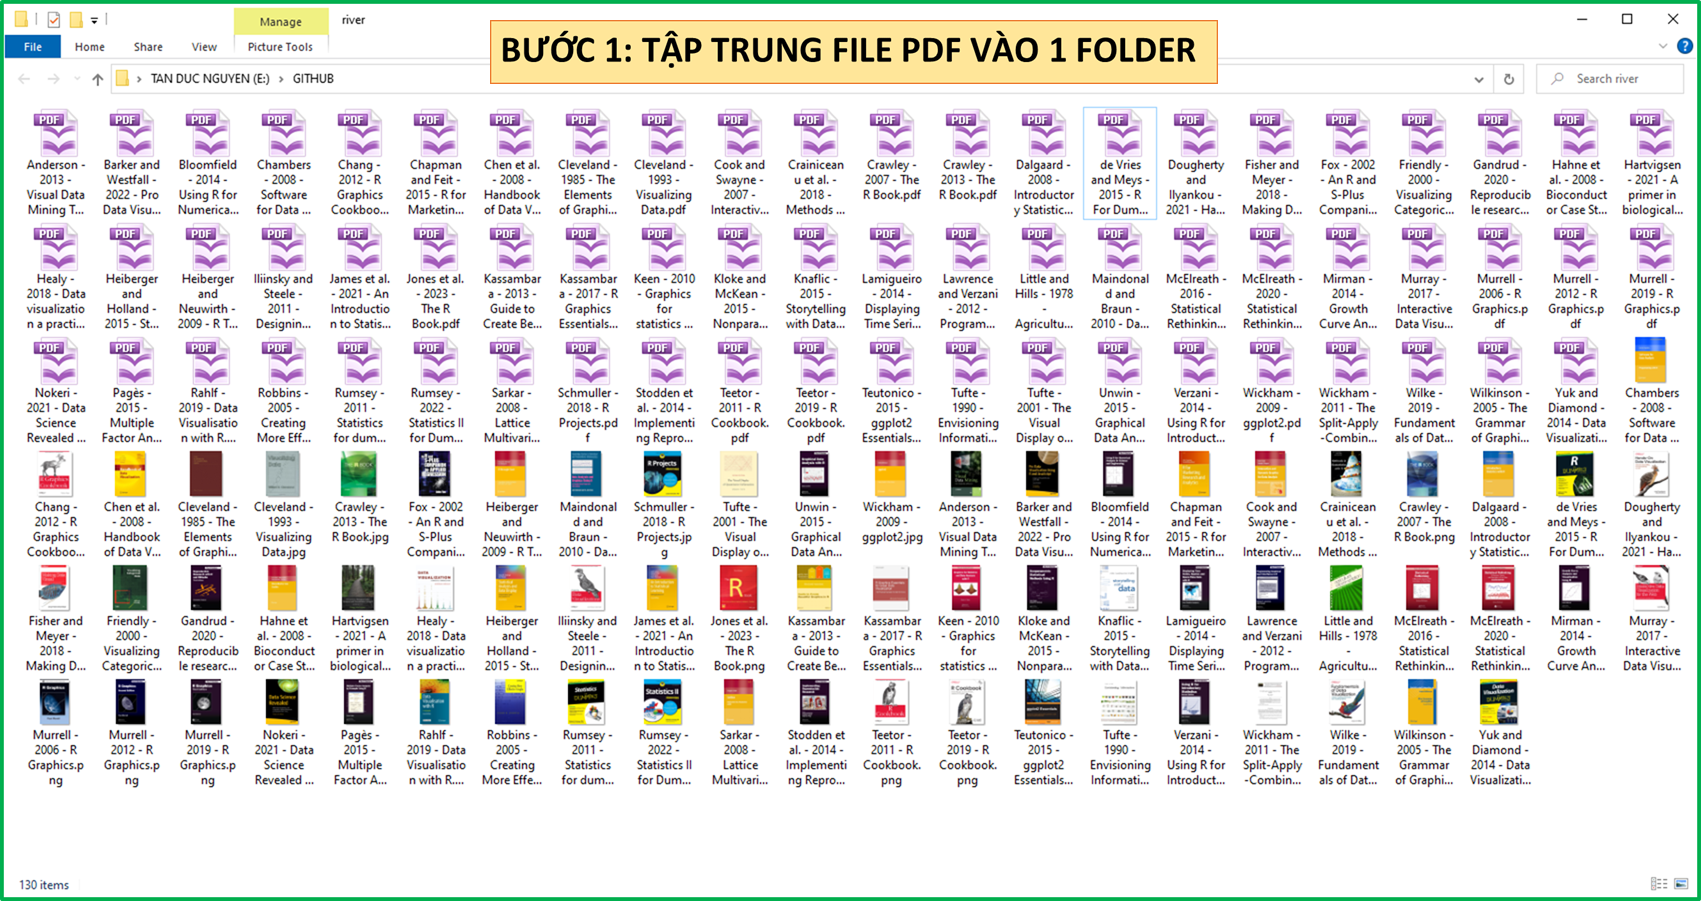 Manage
river
BƯỚC 1: TẬP TRUNG FILE PDF VÀO 1 FOLDER
File
Home
Share
View
Picture Tools
TAN DUC NGUYEN (E:)
GITHUB
Search river
Anderson - 2013 - Visual Data Mining T...
Barker and Westfall - 2022 - Pro Data Visu...
Bloomfield - 2014 - Using R for Numerica...
Chambers - 2008 - Software for Data ...
Chang - 2012 - R Graphics Cookboo...
Chapman and Feit - 2015 - R for Marketin...
Chen et al. - 2008 - Handbook of Data V...
Cleveland - 1985 - The Elements of Graphi...
Cleveland - 1993 - Visualizing Data.pdf
Cook and Swayne - 2007 - Interactiv...
Crainicean u et al. - 2018 - Methods ...
Crawley - 2007 - The R Book.pdf
Crawley - 2013 - The R Book.pdf
Dalgaard - 2008 - Introductor y Statistic...
de Vries and Meys - 2015 - R For Dum...
Dougherty and Ilyankou - 2021 - Ha...
Fisher and Meyer - 2018 - Making D...
Fox - 2002 - An R and S-Plus Compani...
Friendly - 2000 - Visualizing Categoric...
Gandrud - 2020 - Reproducib le researc...
Hahne et al. - 2008 - Bioconduct or Case St...
Hartvigsen - 2021 - A primer in biological...
Healy - 2018 - Data visualizatio n a practi...
Heiberger and Holland - 2015 - St...
Heiberger and Neuwirth - 2009 - R T...
Iliinsky and Steele - 2011 - Designin...
James et al. - 2021 - An Introductio n to Statis...
Jones et al. - 2023 - The R Book.pdf
Kassambar a - 2013 - Guide to Create Be...
Kassambar a - 2017 - R Graphics Essentials...
Keen - 2010 - Graphics for statistics ...
Kloke and McKean - 2015 - Nonpara...
Knaflic - 2015 - Storytelling with Data...
Lamigueiro - 2014 - Displaying Time Seri...
Lawrence and Verzani - 2012 - Program...
Little and Hills - 1978 - Agricultu...
Maindonal d and Braun - 2010 - Da...
McElreath - 2016 - Statistical Rethinkin...
McElreath - 2020 - Statistical Rethinkin...
Mirman - 2014 - Growth Curve An...
Murray - 2017 - Interactive Data Visu...
Murrell - 2006 - R Graphics.p df
Murrell - 2012 - R Graphics.p df
Murrell - 2019 - R Graphics.p df
Nokeri - 2021 - Data Science Revealed ...
Pagès - 2015 - Multiple Factor An...
Rahlf - 2019 - Data Visualisatio n with R....
Robbins - 2005 - Creating More Eff...
Rumsey - 2011 - Statistics for dum...
Rumsey - 2022 - Statistics II for Dum...
Sarkar - 2008 - Lattice Multivari...
Schmuller - 2018 - R Projects.pd f
Stodden et al. - 2014 - Implementi ng Repro...
Teetor - 2011 - R Cookbook. pdf
Teetor - 2019 - R Cookbook. pdf
Teutonico - 2015 - ggplot2 Essentials...
Tufte - 1990 - Envisioning Informati...
Tufte - 2001 - The Visual Display o...
Unwin - 2015 - Graphical Data An...
Verzani - 2014 - Using R for Introduct...
Wickham - 2009 - ggplot2.pd f
Wickham - 2011 - The Split-Apply -Combin...
Wilke - 2019 - Fundament als of Dat...
Wilkinson - 2005 - The Grammar of Graphi...
Yuk and Diamond - 2014 - Data Visualizati...
Chambers - 2008 - Software for Data ...
Chang - 2012 - R Graphics Cookboo...
Chen et al. - 2008 - Handbook of Data V...
Cleveland - 1985 - The Elements of Graphi...
Cleveland - 1993 - Visualizing Data.jpg
Crawley - 2013 - The R Book.jpg
Fox - 2002 - An R and S-Plus Compani...
Heiberger and Neuwirth - 2009 - R T...
Maindonal d and Braun - 2010 - Da...
Schmuller - 2018 - R Projects.jp g
Tufte - 2001 - The Visual Display o...
Unwin - 2015 - Graphical Data An...
Wickham - 2009 - ggplot2.jpg
Anderson - 2013 - Visual Data Mining T...
Barker and Westfall - 2022 - Pro Data Visu...
Bloomfield - 2014 - Using R for Numerica...
Chapman and Feit - 2015 - R for Marketin...
Cook and Swayne - 2007 - Interactiv...
Crainicean u et al. - 2018 - Methods ...
Crawley - 2007 - The R Book.png
Dalgaard - 2008 - Introductor y Statistic...
de Vries and Meys - 2015 - R For Dum...
Dougherty and Ilyankou - 2021 - Ha...
Fisher and Meyer - 2018 - Making D...
Friendly - 2000 - Visualizing Categoric...
Gandrud - 2020 - Reproducib le researc...
Hahne et al. - 2008 - Bioconduct or Case St...
Hartvigsen - 2021 - A primer in biological...
Healy - 2018 - Data visualizatio n a practi...
Heiberger and Holland - 2015 - St...
Iliinsky and Steele - 2011 - Designin...
James et al. - 2021 - An Introductio n to Statis...
Jones et al. - 2023 - The R Book.png
Kassambar a - 2013 - Guide to Create Be...
Kassambar a - 2017 - R Graphics Essentials...
Keen - 2010 - Graphics for statistics ...
Kloke and McKean - 2015 - Nonpara...
Knaflic - 2015 - Storytelling with Data...
Lamigueiro - 2014 - Displaying Time Seri...
Lawrence and Verzani - 2012 - Program...
Little and Hills - 1978 - Agricultu...
McElreath - 2016 - Statistical Rethinkin...
McElreath - 2020 - Statistical Rethinkin...
Mirman - 2014 - Growth Curve An...
Murray - 2017 - Interactive Data Visu...
Murrell - 2006 - R Graphics.p ng
Murrell - 2012 - R Graphics.p ng
Murrell - 2019 - R Graphics.p ng
Nokeri - 2021 - Data Science Revealed ...
Pagès - 2015 - Multiple Factor A...
Rahlf - 2019 - Data Visualisatio n with R....
Robbins - 2005 - Creating More Effe...
Rumsey - 2011 - Statistics for dum...
Rumsey - 2022 - Statistics II for Dum...
Sarkar - 2008 - Lattice Multivari...
Stodden et al. - 2014 - Implementi ng Repro...
Teetor - 2011 - R Cookbook. png
Teetor - 2019 - R Cookbook. png
Teutonico - 2015 - ggplot2 Essentials...
Tufte - 1990 - Envisioning Informati...
Verzani - 2014 - Using R for Introduct...
Wickham - 2011 - The Split-Apply -Combin...
Wilke - 2019 - Fundament als of Dat...
Wilkinson - 2005 - The Grammar of Graphi...
Yuk and Diamond - 2014 - Data Visualizati...
130 items